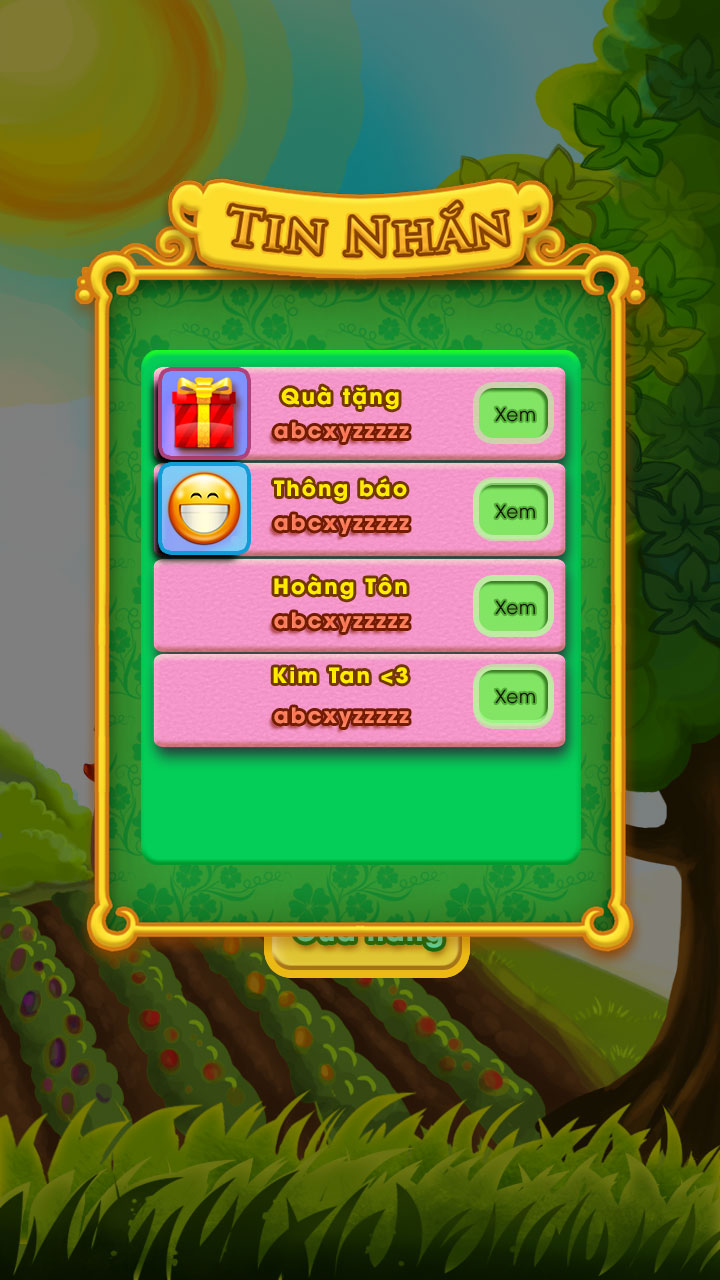 TIN NHẮN
Quà tặng
abcxyzzzzz
Xem
Thông báo
abcxyzzzzz
Xem
Hoàng Tôn
abcxyzzzzz
Xem
Kim Tan <3
abcxyzzzzz
Xem